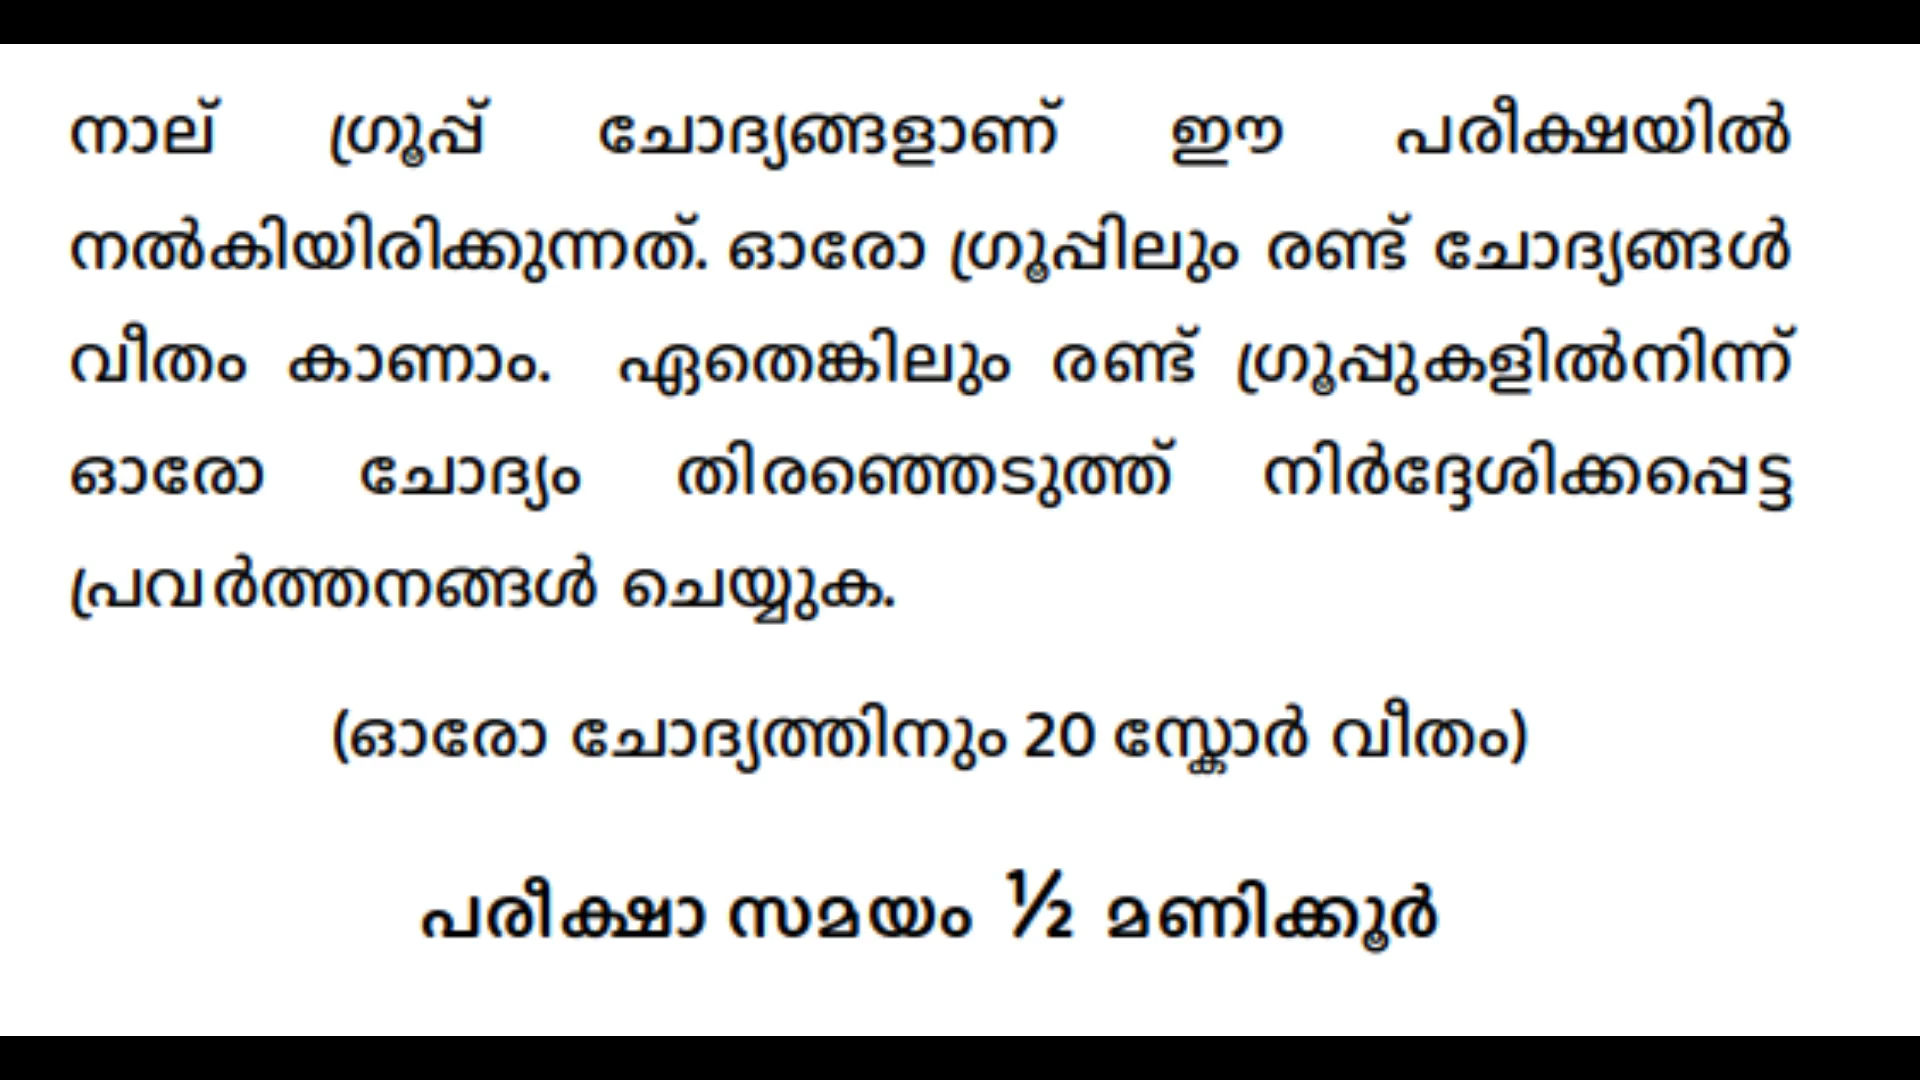 നാല് ഗ്രൂപ്പ് ചോദ്യങ്ങളാണ് ഈ പരീക്ഷയിൽ
നൽകിയിരിക്കുന്നത്. ഓരോ ഗ്രൂപ്പിലും രണ്ട് ചോദ്യങ്ങൾ
വീതം കാണാം. ഏതെങ്കിലും രണ്ട് ഗ്രൂപ്പുകളിൽനിന്ന്
ഓരോ ചോദ്യം തിരഞ്ഞെടുത്ത് നിർദ്ദേശിക്കപ്പെട്ട
പ്രവർത്തനങ്ങൾ ചെയ്യുക.
(ഓരോ ചോദ്യത്തിനും 20 സ്കോർ വീതം)
പരീക്ഷാ സമയം ½ മണിക്കൂർ